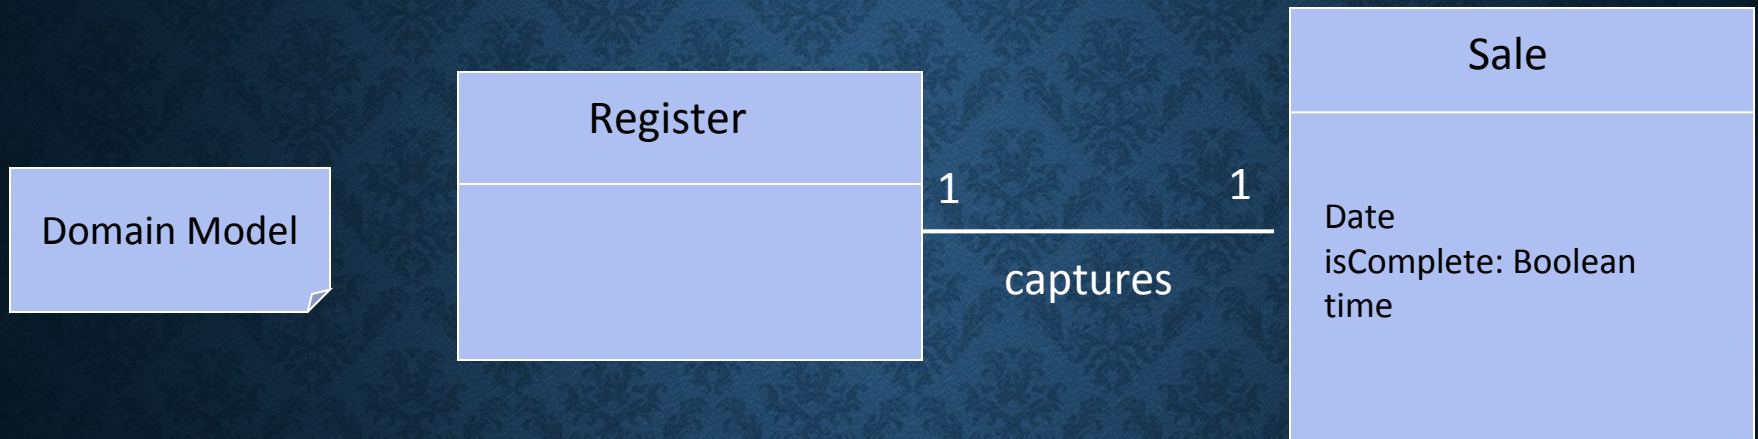 Domain Model
Register
1
1
captures
Sale
Date
isComplete: Boolean
time